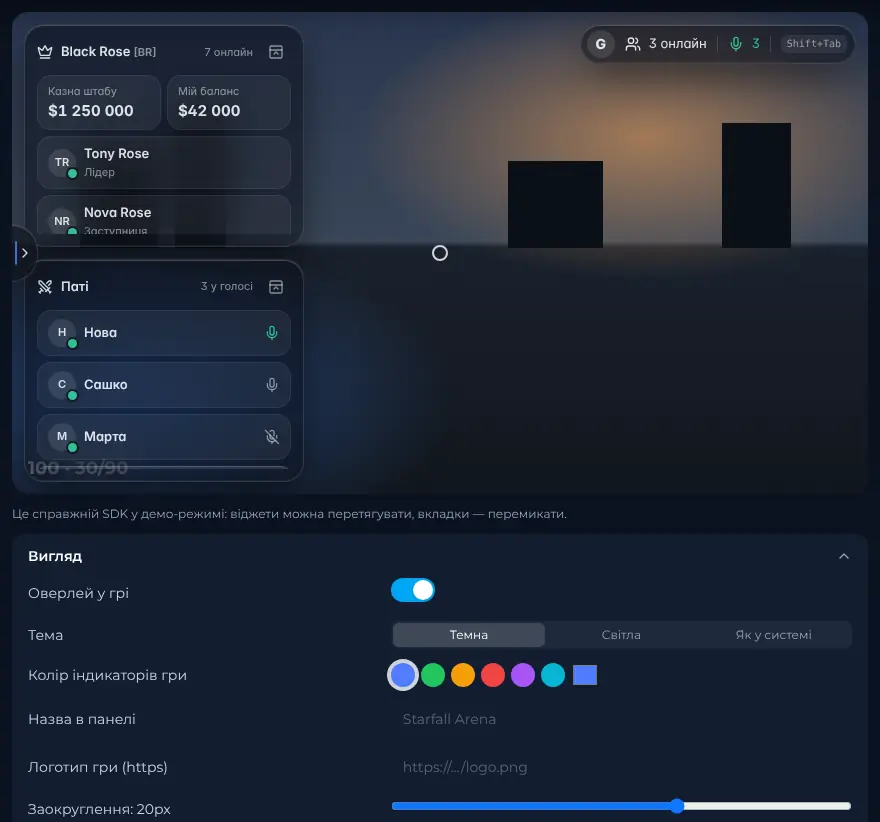 Black Rose [BR]
7 онлайн
Казна штабу
$1 250 000
Мій баланс
$42 000
TR
Tony Rose
Лідер
NR
Nova Rose
Заступниця
Паті
3 у голосі
Н
Нова
С
Сашко
М
Марта
100 · 30/90
G
3 онлайн
3
Shift+Tab
Це справжній SDK у демо-режимі: віджети можна перетягувати, вкладки — перемикати.
Вигляд
Оверлей у грі
Тема
Темна
Світла
Як у системі
Колір індикаторів гри
Назва в панелі
Starfall Arena
Логотип гри (https)
https://…/logo.png
Заокруглення: 20px